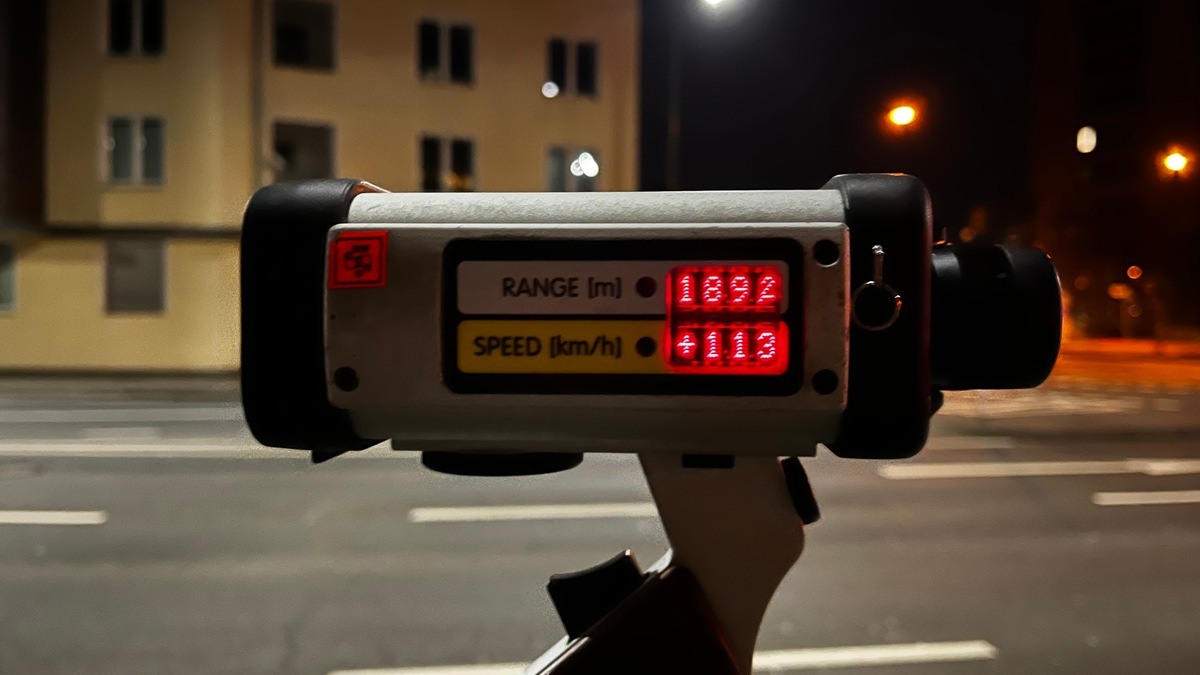 RANGE [m] 1892
SPEED [km/h] +113